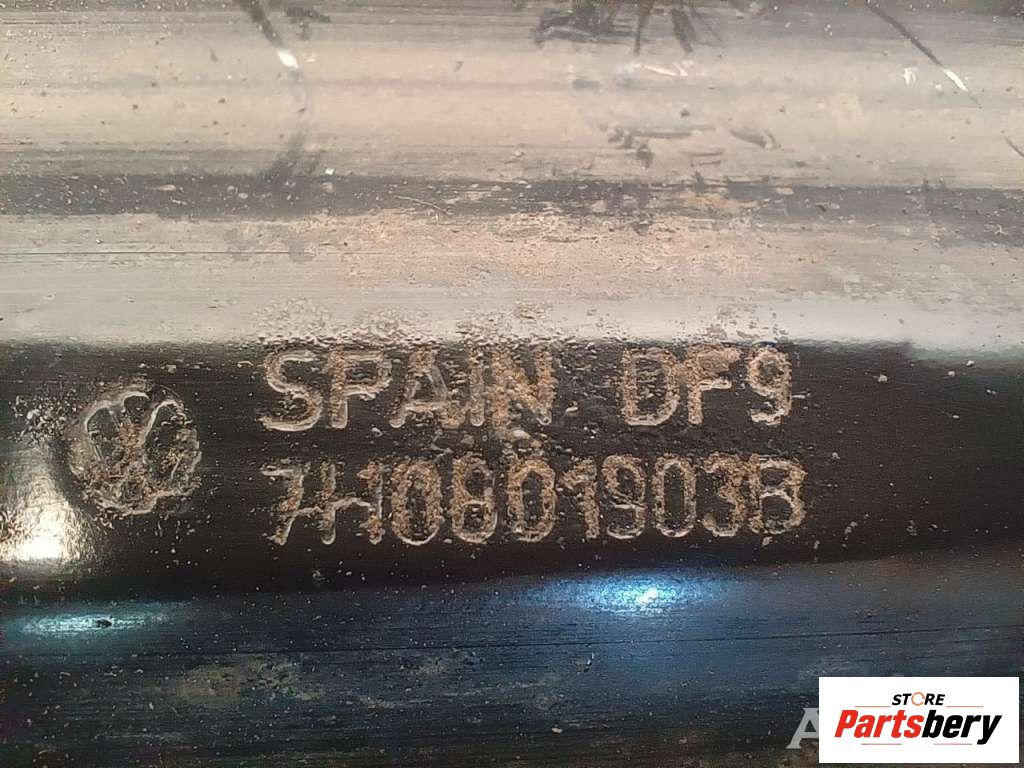 SPAIN DF9
7H0801903B
STORE
Partsbery
A